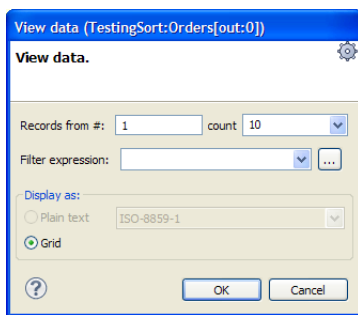 View data (TestingSort:Orders[out:0])
View data.
Records from #: 1 count 10
Filter expression: ...
Display as:
Plain text ISO-8859-1
Grid
? OK Cancel